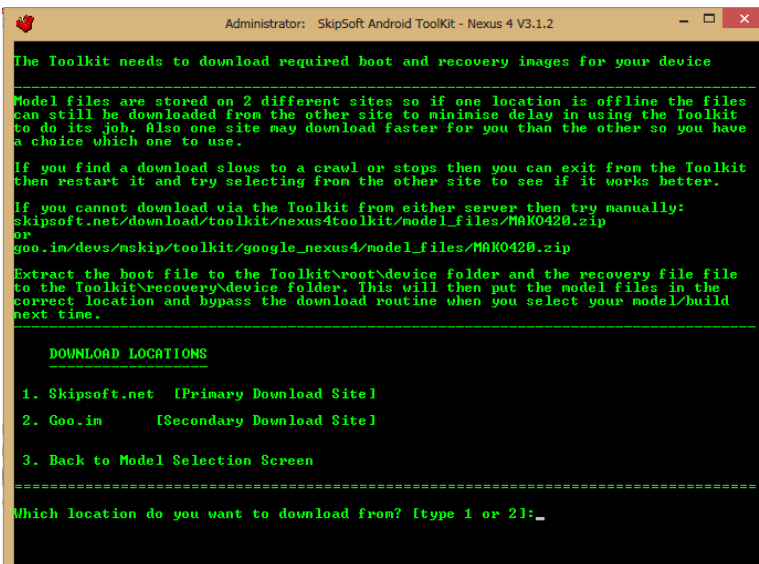 Administrator: SkipSoft Android ToolKit - Nexus 4 V3.1.2
The Toolkit needs to download required boot and recovery images for your device
Model files are stored on 2 different sites so if one location is offline the files
can still be downloaded from the other site to minimise delay in using the Toolkit
to do its job. Also one site may download faster for you than the other so you have
a choice which one to use.
If you find a download slows to a crawl or stops then you can exit from the Toolkit
then restart it and try selecting from the other site to see if it works better.
If you cannot download via the Toolkit from either server then try manually:
skipsoft.net/download/toolkit/nexus4toolkit/model_files/MAKO420.zip
or
goo.im/devs/mskip/toolkit/google_nexus4/model_files/MAKO420.zip
Extract the boot file to the Toolkit\root\device folder and the recovery file file
to the Toolkit\recovery\device folder. This will then put the model files in the
correct location and bypass the download routine when you select your model/build
next time.
DOWNLOAD LOCATIONS
1. Skipsoft.net [Primary Download Site]
2. Goo.im [Secondary Download Site]
3. Back to Model Selection Screen
Which location do you want to download from? [type 1 or 2]:_